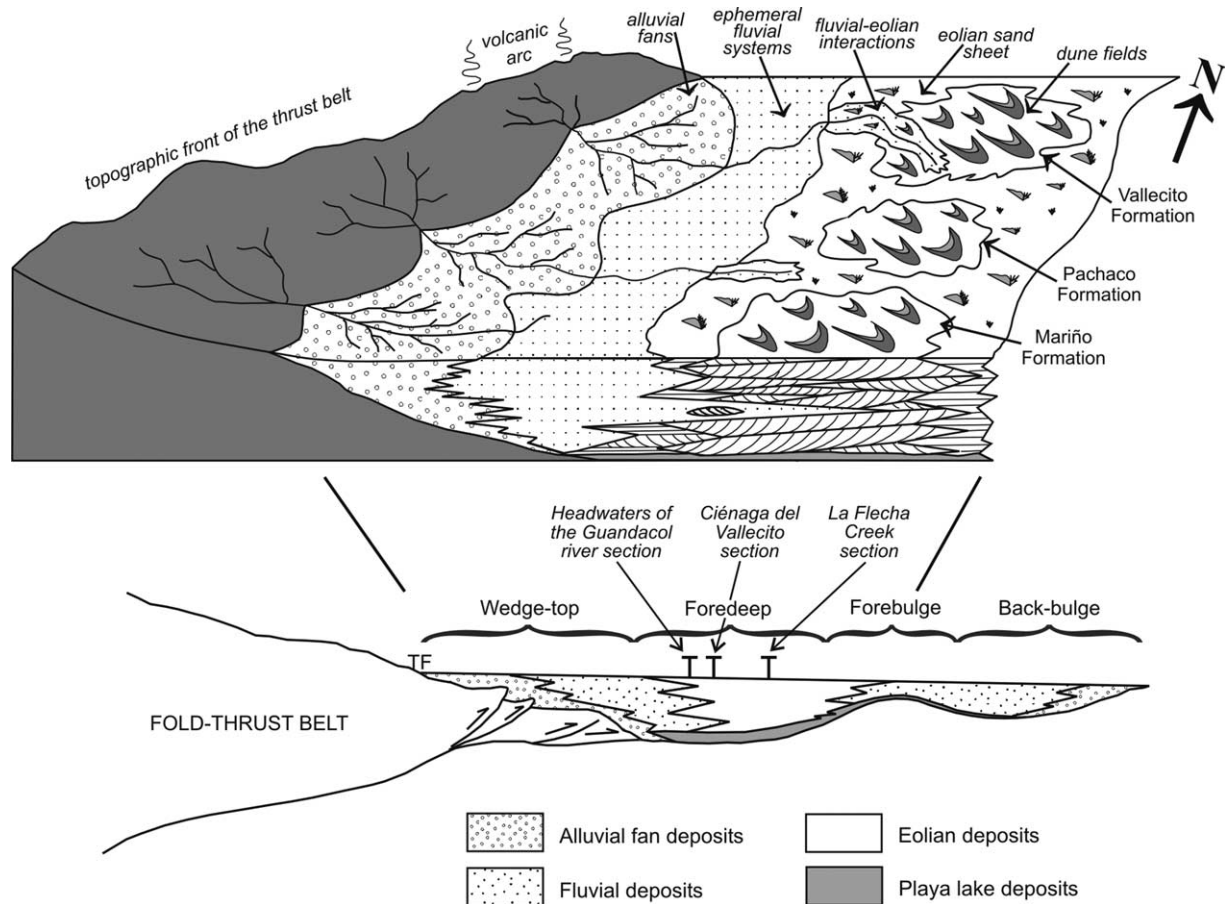 topographic front of the thrust belt
volcanic
arc
alluvial
fans
ephemeral
fluvial
systems
fluvial-eolian
interactions
eolian sand
sheet
dune fields
N
Vallecito
Formation
Pachaco
Formation
Mariño
Formation
Headwaters of
the Guandacol
river section
Ciénaga del
Vallecito
section
La Flecha
Creek
section
Wedge-top
Foredeep
Forebulge
Back-bulge
TF
FOLD-THRUST BELT
Alluvial fan deposits
Eolian deposits
Fluvial deposits
Playa lake deposits